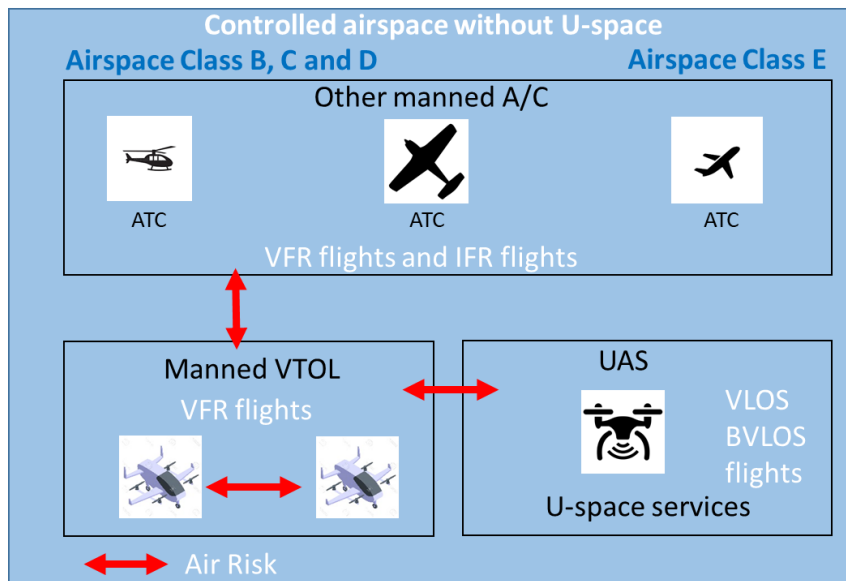 Controlled airspace without U-space
Airspace Class B, C and D
Airspace Class E
Other manned A/C
ATC
ATC
ATC
VFR flights and IFR flights
Manned VTOL
VFR flights
UAS
VLOS
BVLOS
flights
U-space services
Air Risk